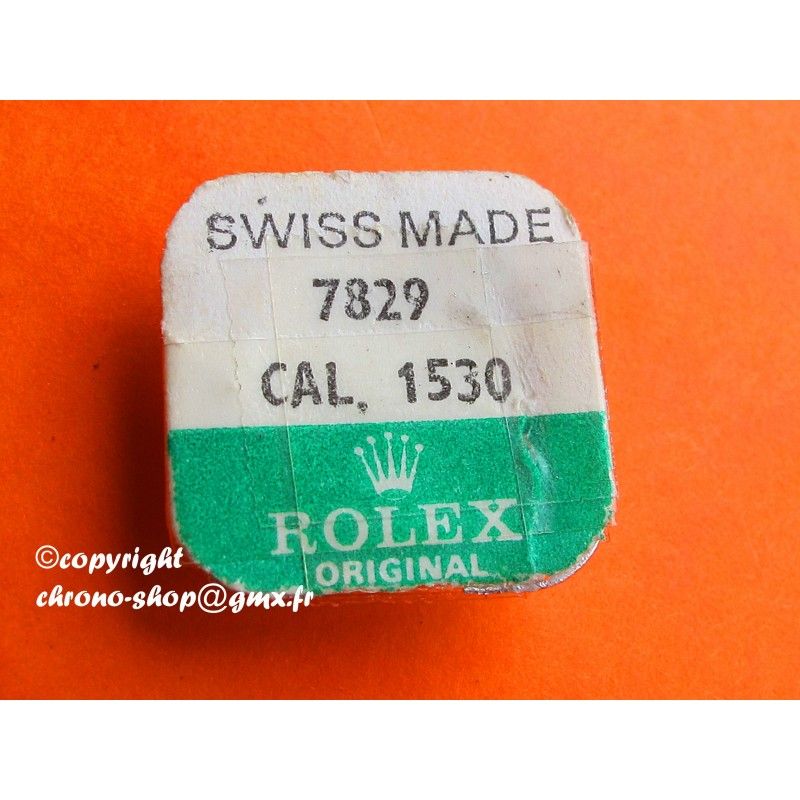 SWISS MADE
7829
CAL. 1530
ROLEX
ORIGINAL
©copyright
chrono-shop@gmx.fr